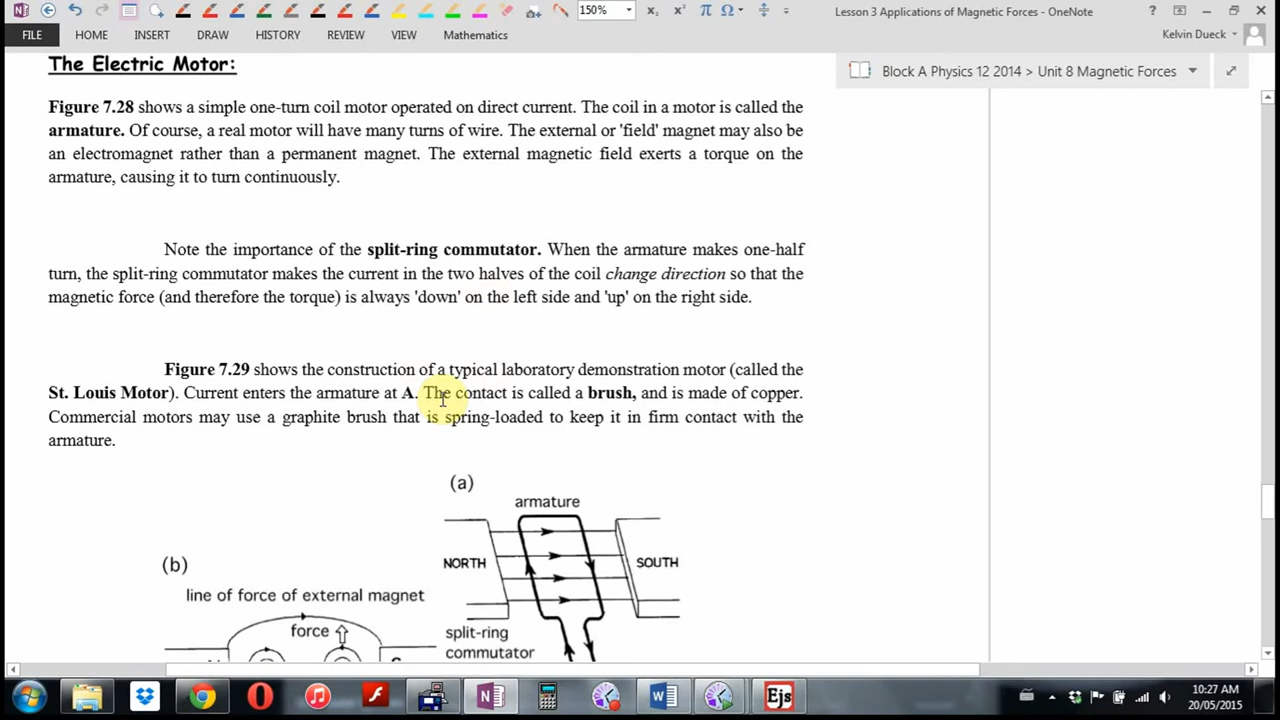 150%
x₂ x² π Ω
Lesson 3 Applications of Magnetic Forces - OneNote
?
FILE HOME INSERT DRAW HISTORY REVIEW VIEW Mathematics
Kelvin Dueck
Block A Physics 12 2014 > Unit 8 Magnetic Forces
The Electric Motor:
Figure 7.28 shows a simple one-turn coil motor operated on direct current. The coil in a motor is called the
armature. Of course, a real motor will have many turns of wire. The external or 'field' magnet may also be
an electromagnet rather than a permanent magnet. The external magnetic field exerts a torque on the
armature, causing it to turn continuously.
Note the importance of the split-ring commutator. When the armature makes one-half
turn, the split-ring commutator makes the current in the two halves of the coil change direction so that the
magnetic force (and therefore the torque) is always 'down' on the left side and 'up' on the right side.
Figure 7.29 shows the construction of a typical laboratory demonstration motor (called the
St. Louis Motor). Current enters the armature at A. The contact is called a brush, and is made of copper.
Commercial motors may use a graphite brush that is spring-loaded to keep it in firm contact with the
armature.
(a)
armature
NORTH
SOUTH
split-ring
commutator
(b)
line of force of external magnet
force
Ejs
10:27 AM
20/05/2015